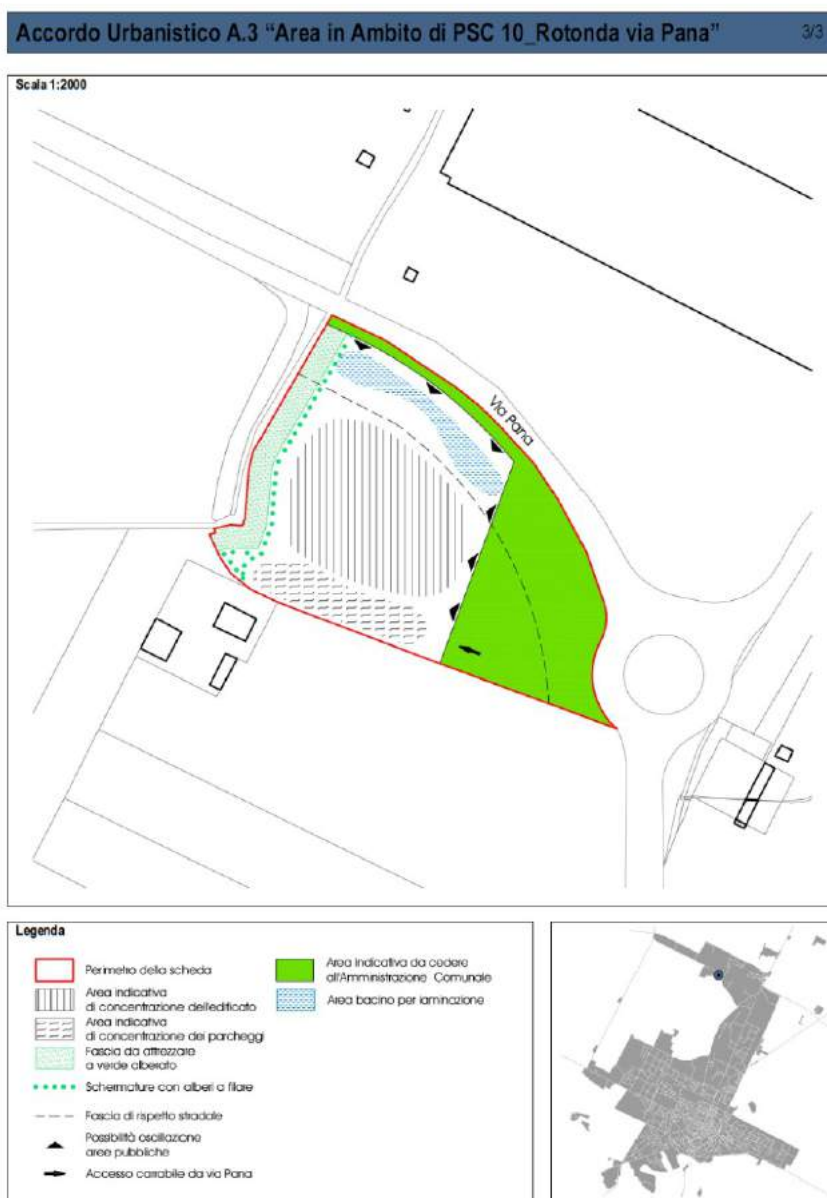 Accordo Urbanistico A.3 “Area in Ambito di PSC 10_Rotonda via Pana”
3/3
Scala 1:2000
Via Pana
Legenda
Perimetro della scheda
Area indicativa
di concentrazione dell'edificato
Area indicativa
di concentrazione dei parcheggi
Fascia da attrezzare
a verde alberato
Schermature con alberi a filare
Fascia di rispetto stradale
Possibilità oscillazione
aree pubbliche
Accesso carrabile da via Pana
Area indicativa da cedere
all'Amministrazione Comunale
Area bacino per laminazione